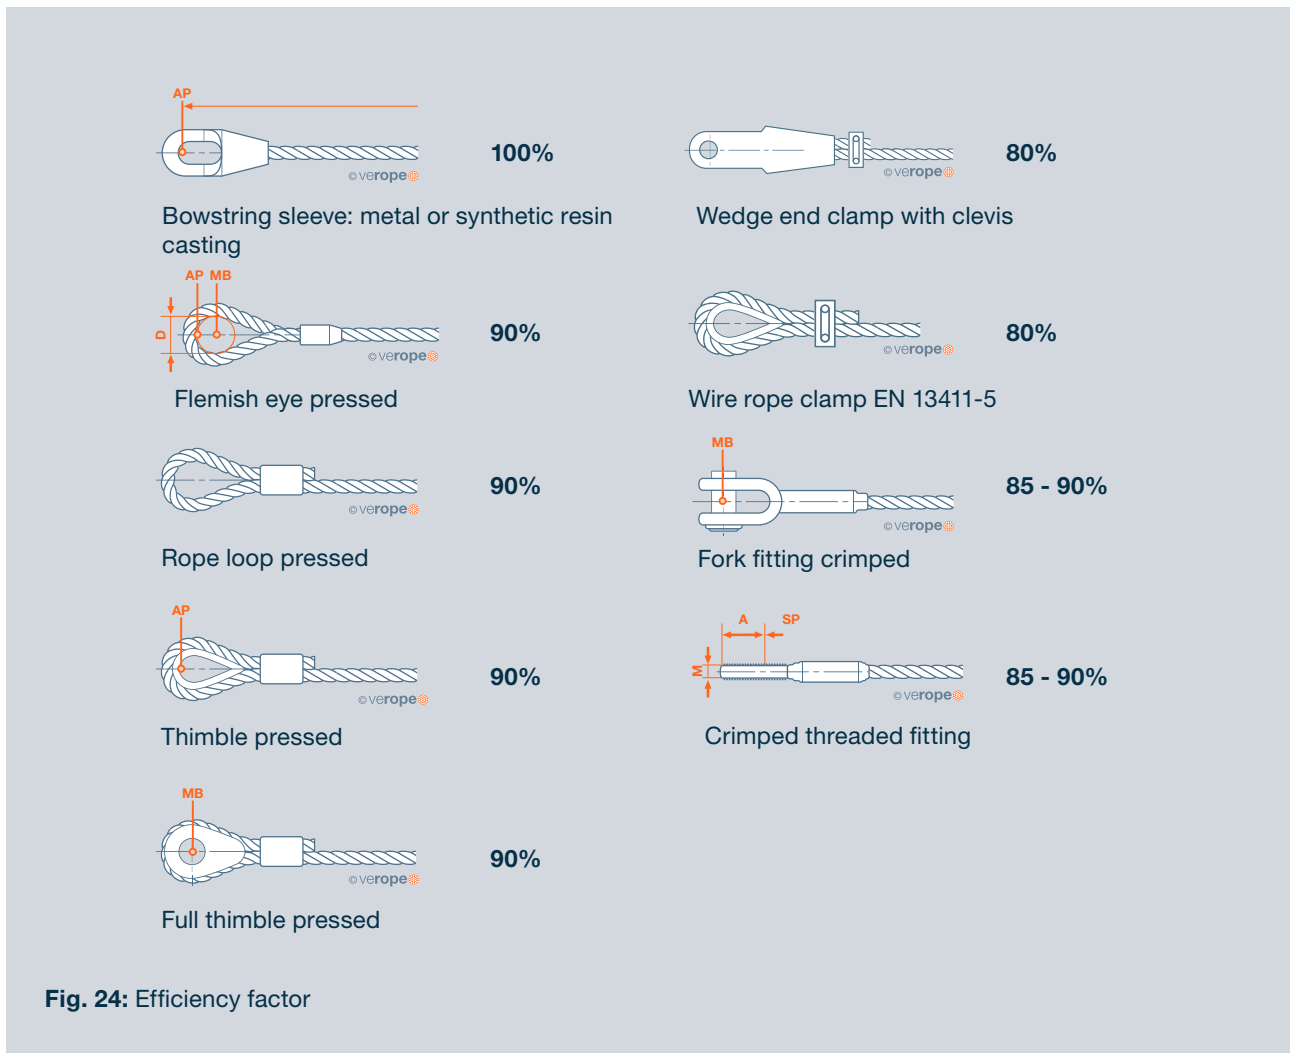 AP
100%
©verope
Bowstring sleeve: metal or synthetic resin
casting
AP MB
D
90%
©verope
Flemish eye pressed
90%
©verope
Rope loop pressed
AP
90%
©verope
Thimble pressed
MB
90%
©verope
Full thimble pressed
80%
©verope
Wedge end clamp with clevis
80%
©verope
Wire rope clamp EN 13411-5
MB
85 - 90%
©verope
Fork fitting crimped
A SP
M
85 - 90%
©verope
Crimped threaded fitting
Fig. 24: Efficiency factor